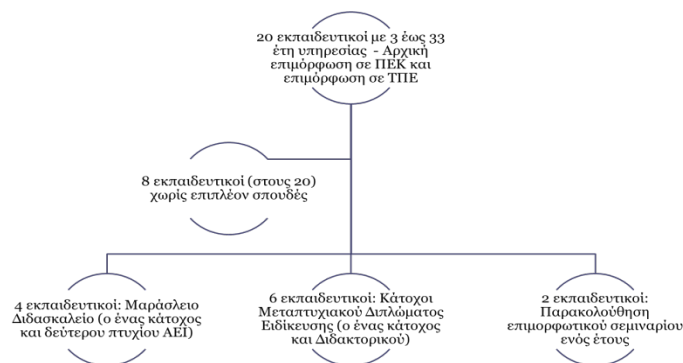 20 εκπαιδευτικοί με 3 έως 33
έτη υπηρεσίας - Αρχική
επιμόρφωση σε ΠΕΚ και
επιμόρφωση σε ΤΠΕ
8 εκπαιδευτικοί (στους 20)
χωρίς επιπλέον σπουδές
4 εκπαιδευτικοί: Μαράσλειο
Διδασκαλείο (ο ένας κάτοχος
και δεύτερου πτυχίου ΑΕΙ)
6 εκπαιδευτικοί: Κάτοχοι
Μεταπτυχιακού Διπλώματος
Ειδίκευσης (ο ένας κάτοχος
και Διδακτορικού)
2 εκπαιδευτικοί:
Παρακολούθηση
επιμορφωτικού σεμιναρίου
ενός έτους